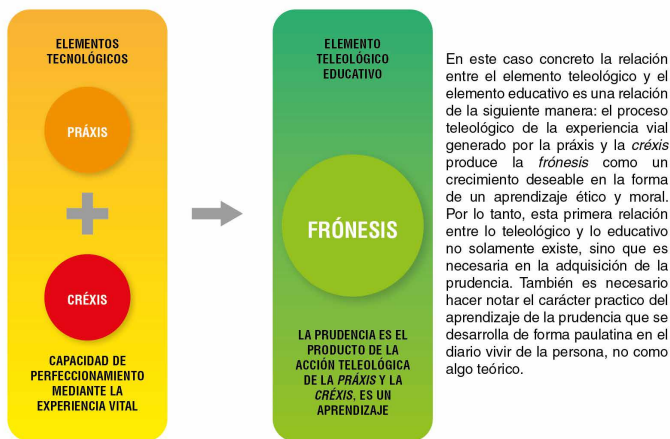 ELEMENTOS
TECNOLÓGICOS
PRÁXIS
CRÉXIS
CAPACIDAD DE
PERFECCIONAMIENTO
MEDIANTE LA
EXPERIENCIA VITAL
ELEMENTO
TELEOLÓGICO
EDUCATIVO
FRÓNESIS
LA PRUDENCIA ES EL
PRODUCTO DE LA
ACCIÓN TELEOLÓGICA
DE LA PRÁXIS Y LA
CRÉXIS, ES UN
APRENDIZAJE
En este caso concreto la relación
entre el elemento teleológico y el
elemento educativo es una relación
de la siguiente manera: el proceso
teleológico de la experiencia vial
generado por la práxis y la créxis
produce la frónesis como un
crecimiento deseable en la forma
de un aprendizaje ético y moral.
Por lo tanto, esta primera relación
entre lo teleológico y lo educativo
no solamente existe, sino que es
necesaria en la adquisición de la
prudencia. También es necesario
hacer notar el carácter practico del
aprendizaje de la prudencia que se
desarrolla de forma paulatina en el
diario vivir de la persona, no como
algo teórico.